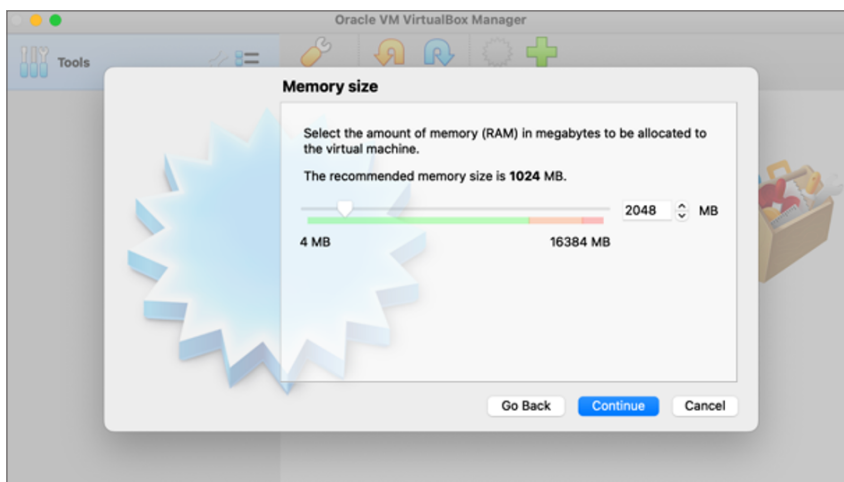 Oracle VM VirtualBox Manager
Tools
Memory size
Select the amount of memory (RAM) in megabytes to be allocated to
the virtual machine.
The recommended memory size is 1024 MB.
2048 MB
4 MB 16384 MB
Go Back Continue Cancel